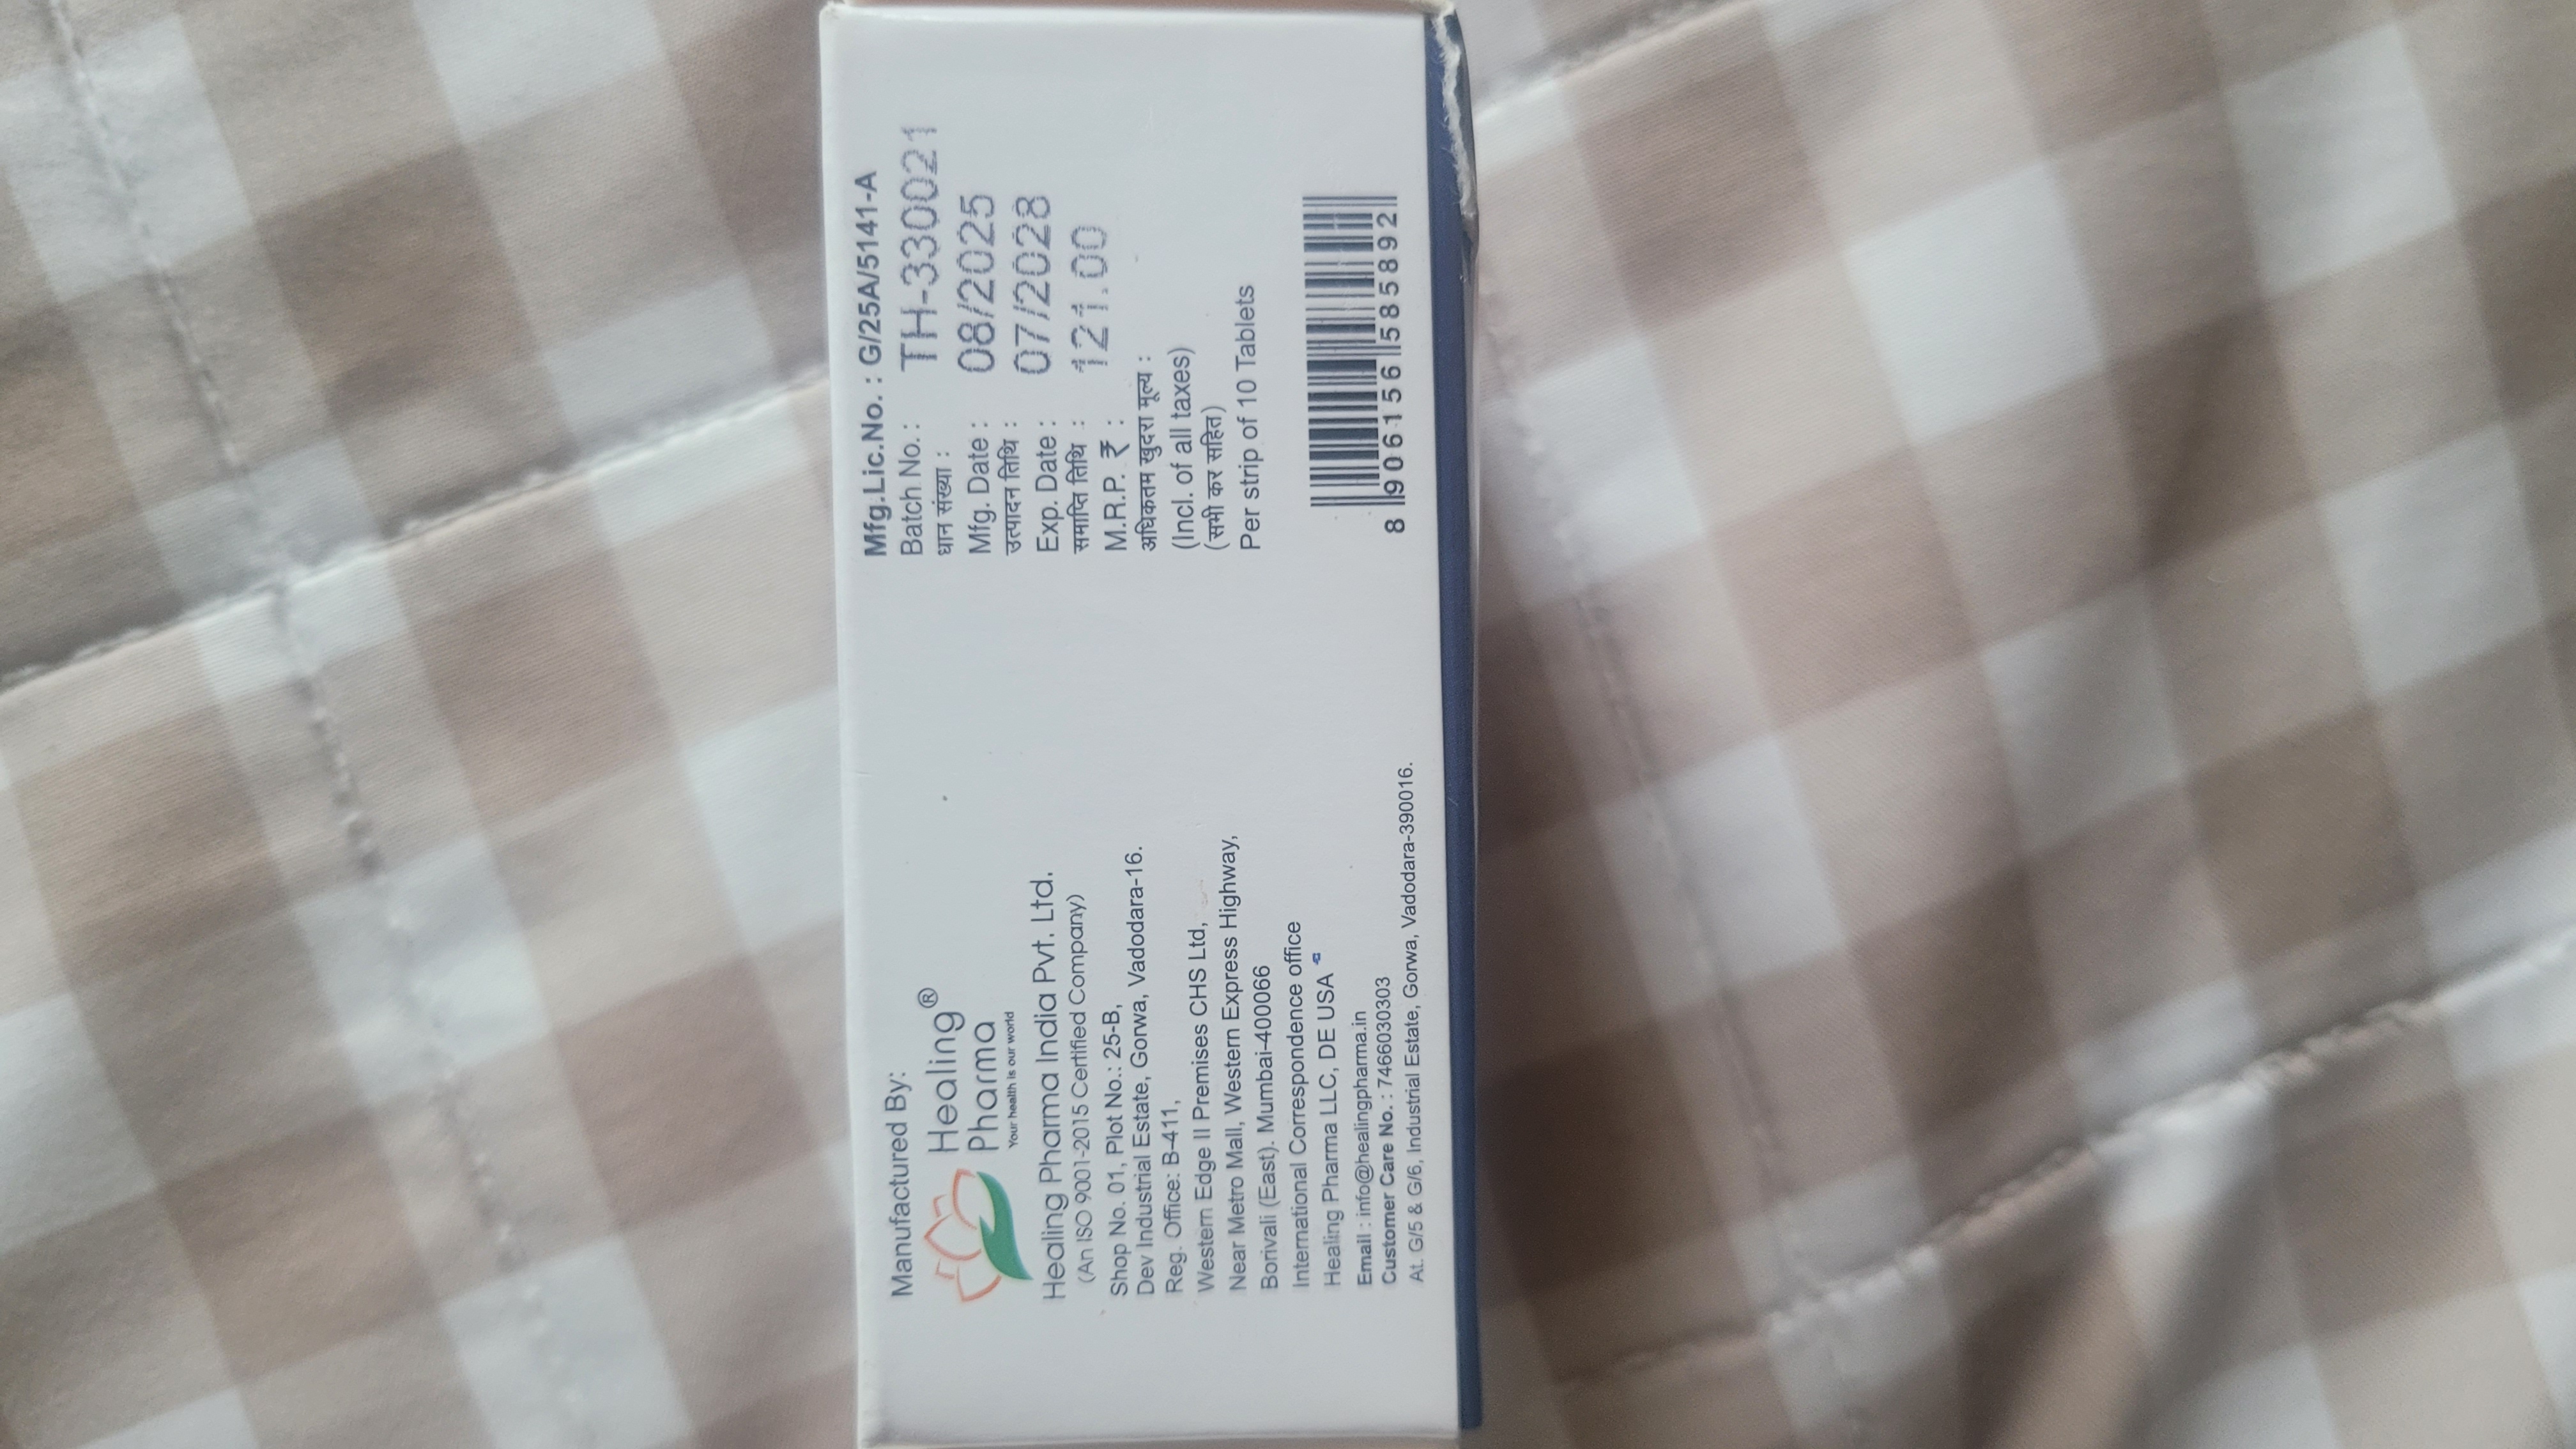 Manufactured By:
Healing®
Pharma
Your health is our world
Healing Pharma India Pvt. Ltd.
(An ISO 9001-2015 Certified Company)
Shop No. 01, Plot No.: 25-B,
Dev Industrial Estate, Gorwa, Vadodara-16.
Reg. Office: B-411,
Western Edge II Premises CHS Ltd,
Near Metro Mall, Western Express Highway,
Borivali (East). Mumbai-400066
International Correspondence office
Healing Pharma LLC, DE USA
Email : info@healingpharma.in
Customer Care No. : 7466030303
At. G/5 & G/6, Industrial Estate, Gorwa, Vadodara-390016.
Mfg.Lic.No. : G/25A/5141-A
Batch No. : TH-330021
धान संख्या :
Mfg. Date : 08/2025
उत्पादन तिथि :
Exp. Date : 07/2028
समाप्ति तिथि :
M.R.P. ₹ : 121.00
अधिकतम खुदरा मूल्य :
(Incl. of all taxes)
(सभी कर सहित)
Per strip of 10 Tablets
8 906156 585892